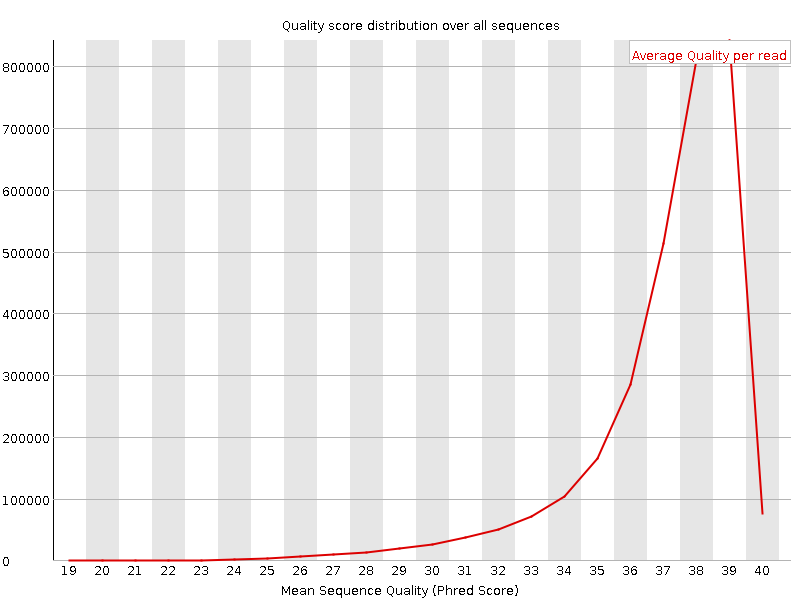 Quality score distribution over all sequences
Average Quality per read
800000
700000
600000
500000
400000
300000
200000
100000
0
19 20 21 22 23 24 25 26 27 28 29 30 31 32 33 34 35 36 37 38 39 40
Mean Sequence Quality (Phred Score)